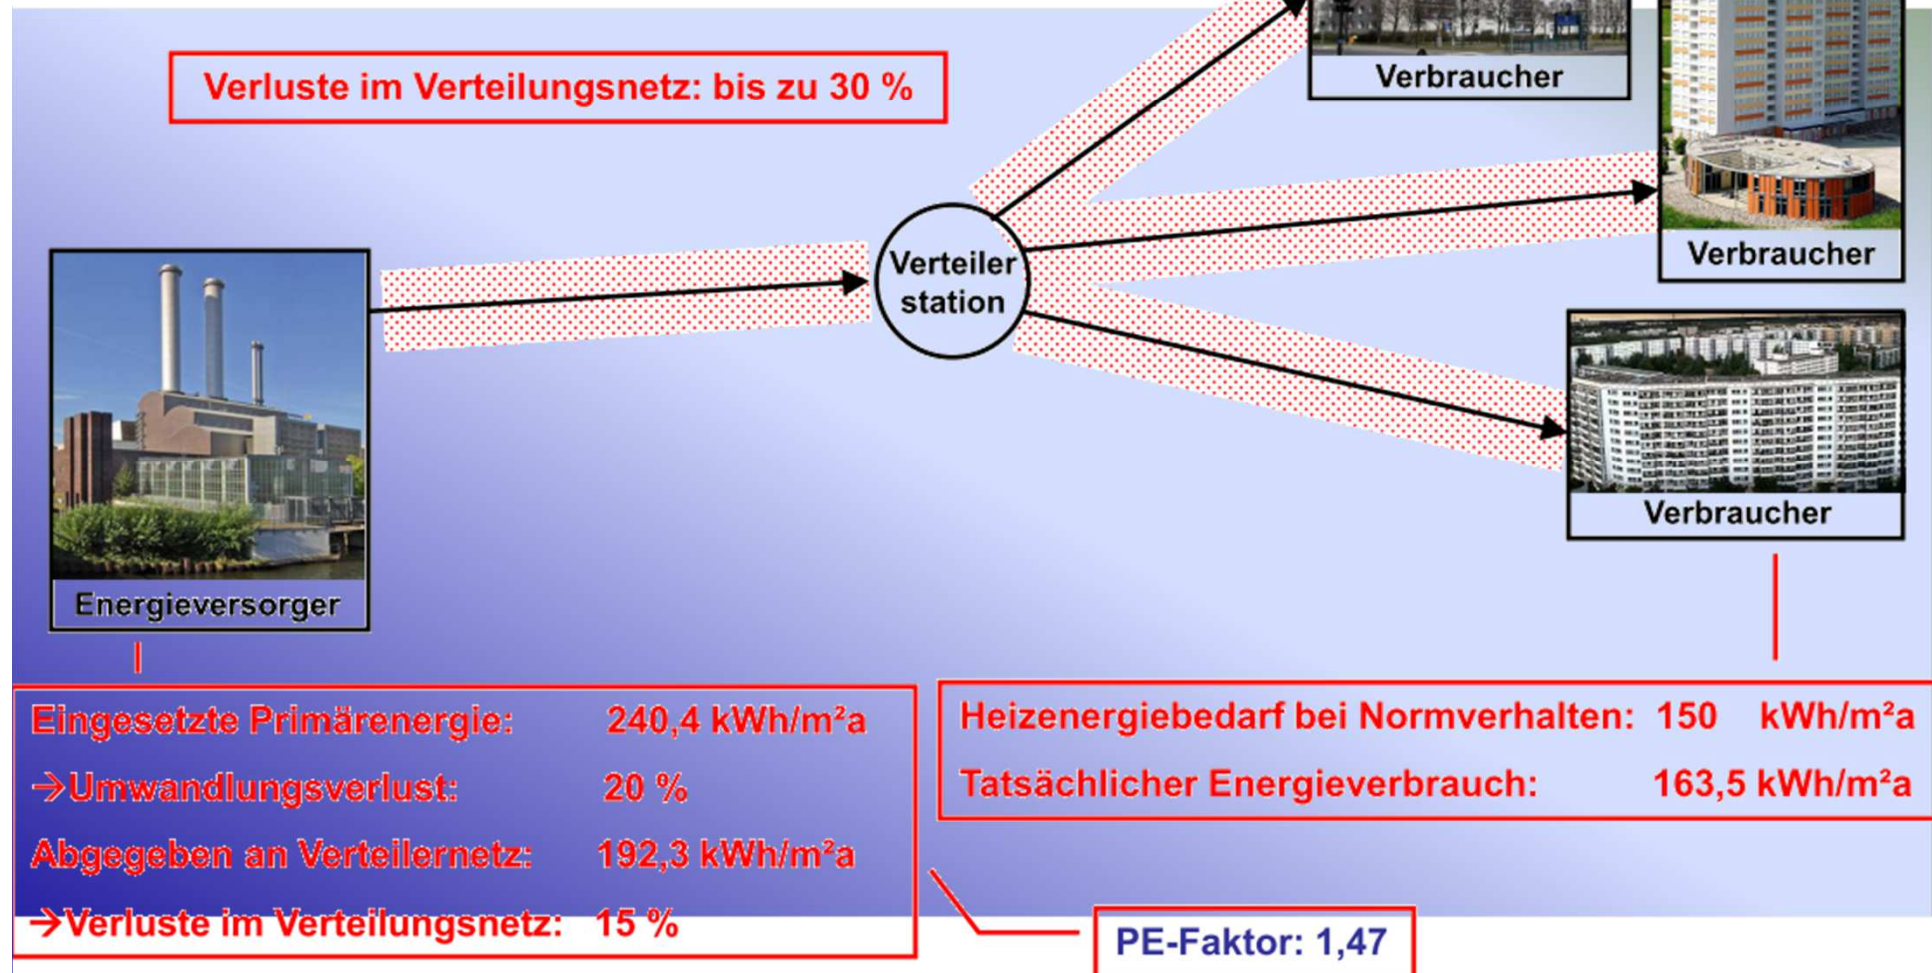 Verluste im Verteilungsnetz: bis zu 30 %
Verbraucher
Verbraucher
Verteiler
station
Verbraucher
Energieversorger
Eingesetzte Primärenergie: 240,4 kWh/m²a
→Umwandlungsverlust: 20 %
Abgegeben an Verteilernetz: 192,3 kWh/m²a
→Verluste im Verteilungsnetz: 15 %
Heizenergiebedarf bei Normverhalten: 150 kWh/m²a
Tatsächlicher Energieverbrauch: 163,5 kWh/m²a
PE-Faktor: 1,47